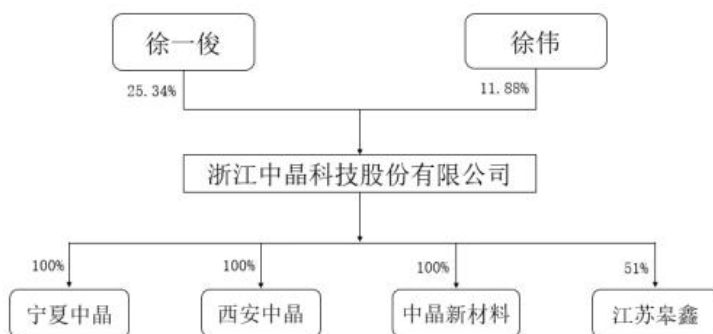 徐一俊
徐伟
25.34%
11.88%
浙江中晶科技股份有限公司
100%
100%
100%
51%
宁夏中晶
西安中晶
中晶新材料
江苏皋鑫